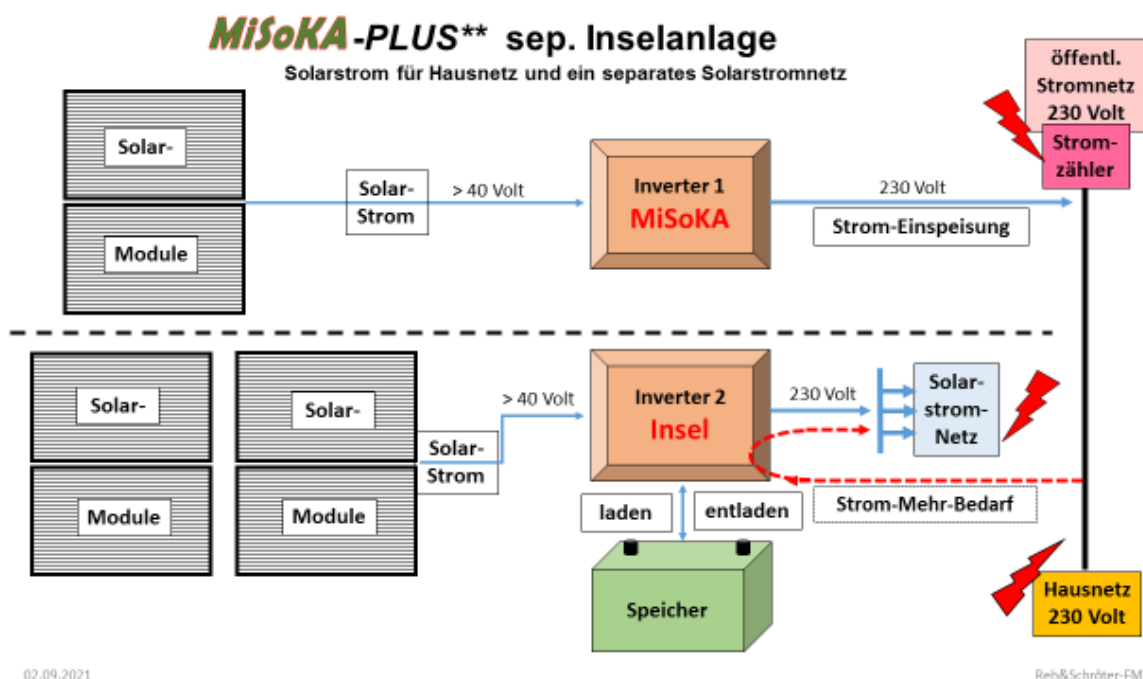 MiSoKA-PLUS** sep. Inselanlage
Solarstrom für Hausnetz und ein separates Solarstromnetz
öffentl.
Stromnetz
230 Volt
Strom-
zähler
Solar-
Module
Solar-
Strom
> 40 Volt
Inverter 1
MiSoKA
230 Volt
Strom-Einspeisung
Solar-
Module
Solar-
Module
Solar-
Strom
> 40 Volt
Inverter 2
Insel
230 Volt
Solar-
strom-
Netz
Strom-Mehr-Bedarf
laden
entladen
Speicher
Hausnetz
230 Volt
02.09.2021
Reh&Schröter-FM